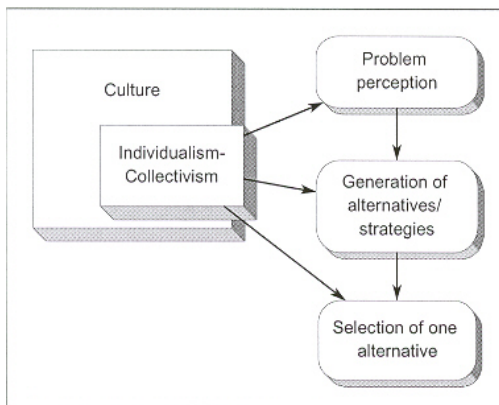 Culture
Individualism-
Collectivism
Problem
perception
Generation of
alternatives/
strategies
Selection of one
alternative